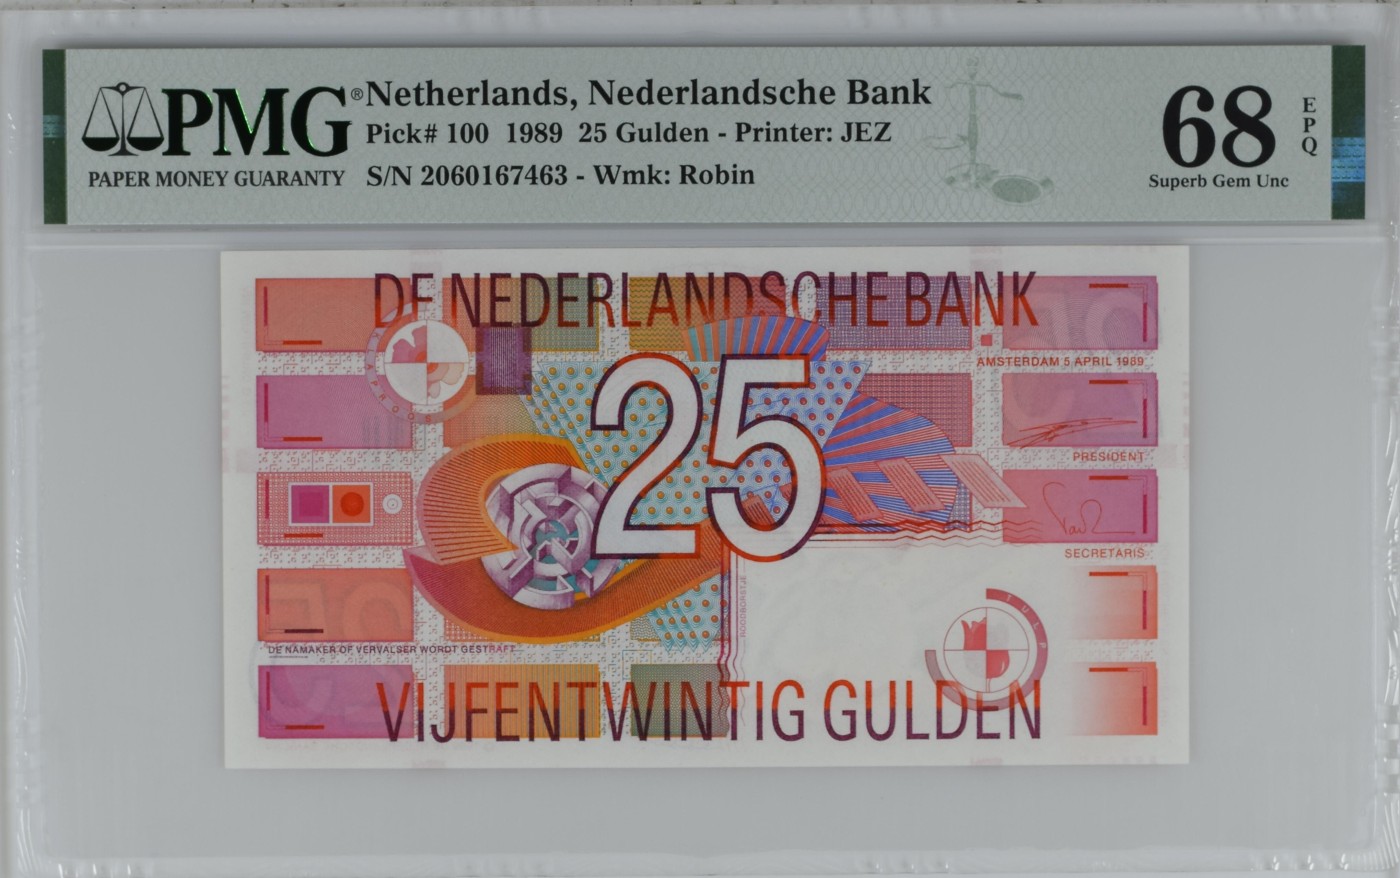 PMG®
PAPER MONEY GUARANTY
Netherlands, Nederlandsche Bank
Pick# 100 1989 25 Gulden - Printer: JEZ
S/N 2060167463 - Wmk: Robin
68
EPQ
Superb Gem Unc
DE NEDERLANDSCHE BANK
AMSTERDAM 5 APRIL 1989
25
PRESIDENT
SECRETARIS
ROODBORSTJE
TULP
DE NAMAKER OF VERVALSER WORDT GESTRAFT
VIJFENTWINTIG GULDEN